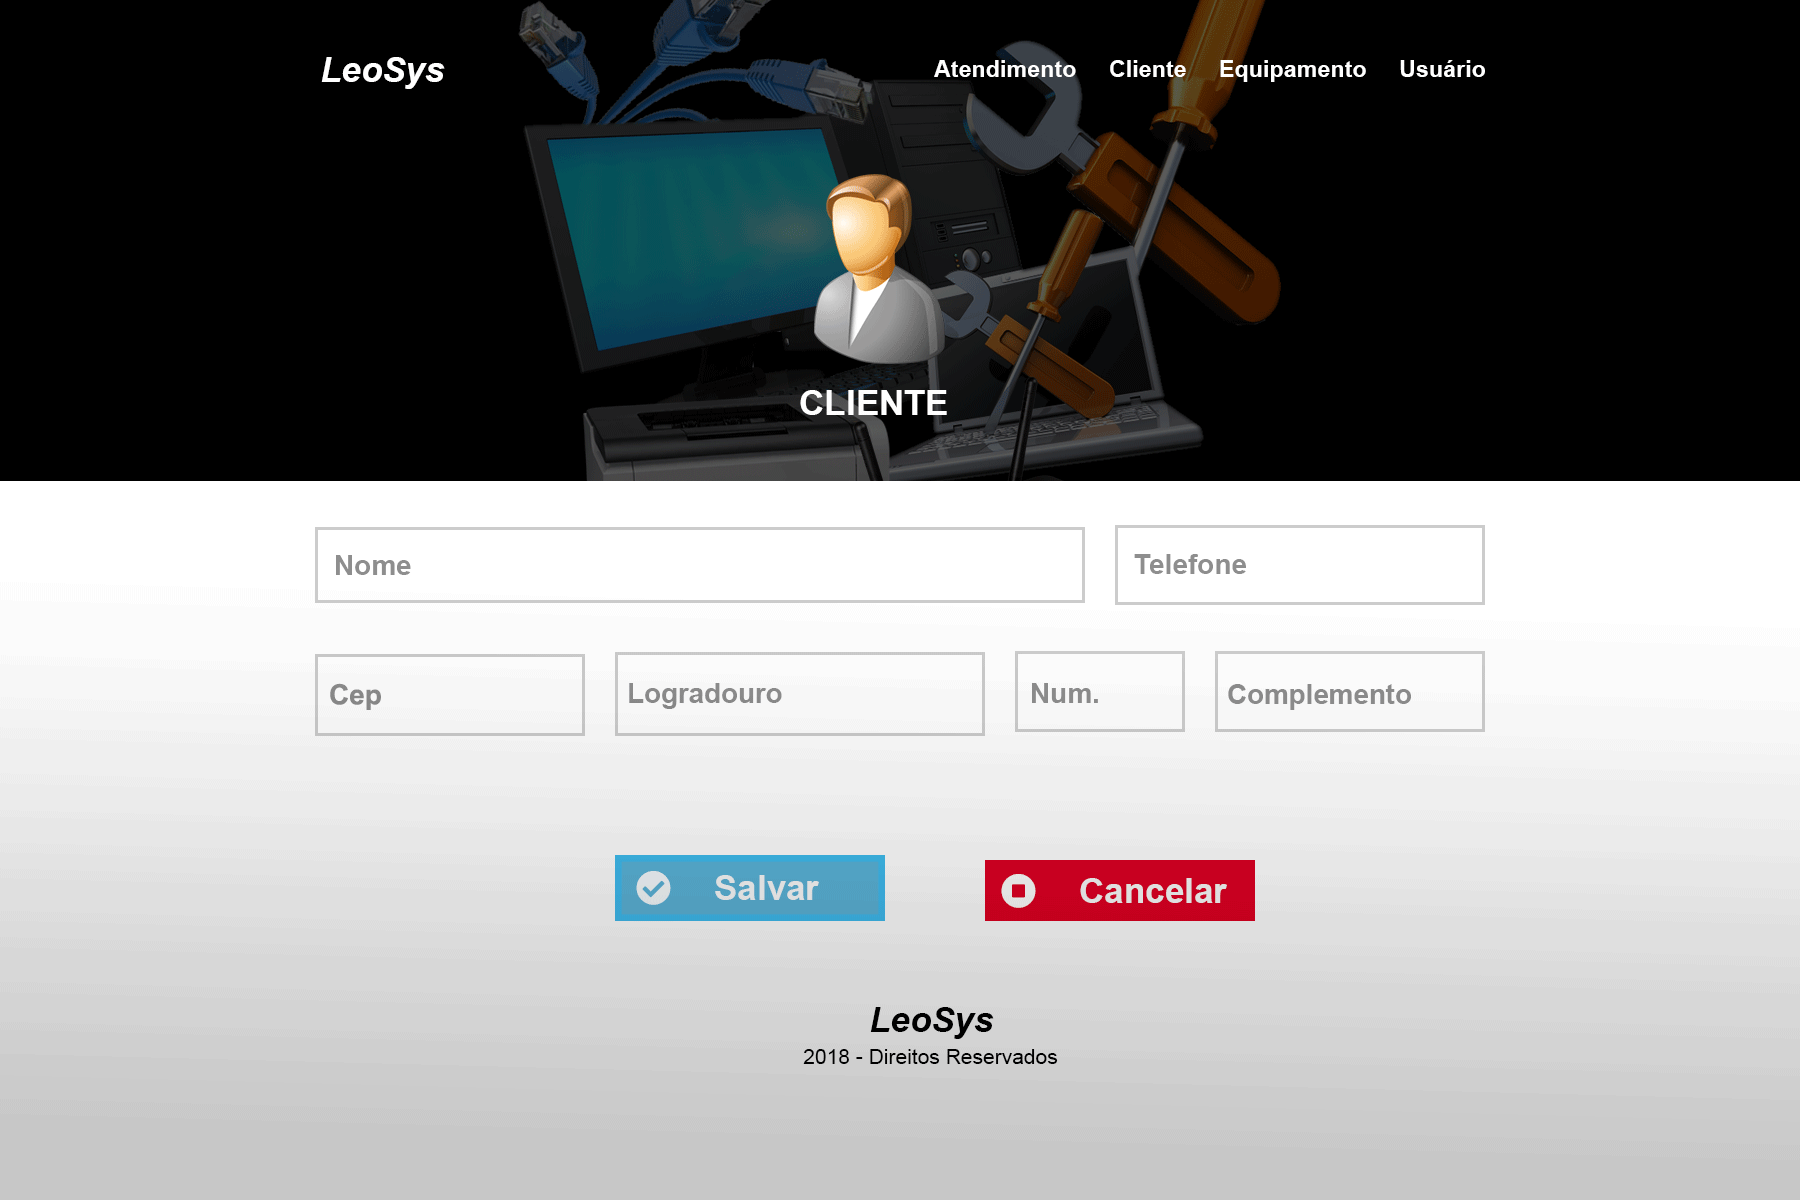 LeoSys
Atendimento Cliente Equipamento Usuário
CLIENTE
Nome
Telefone
Cep
Logradouro
Num.
Complemento
Salvar
Cancelar
LeoSys
2018 - Direitos Reservados